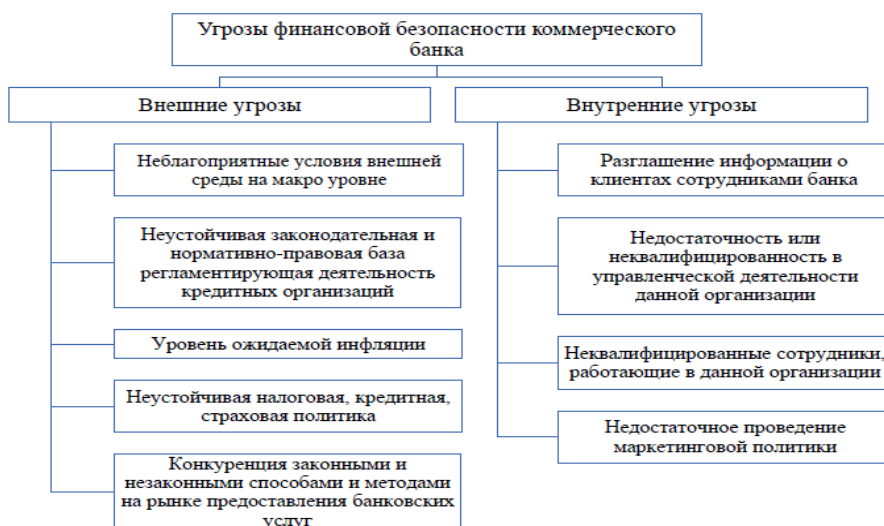 Угрозы финансовой безопасности коммерческого
банка
Внешние угрозы
Неблагоприятные условия внешней
среды на макро уровне
Неустойчивая законодательная и
нормативно-правовая база
регламентирующая деятельность
кредитных организаций
Уровень ожидаемой инфляции
Неустойчивая налоговая, кредитная,
страховая политика
Конкуренция законными и
незаконными способами и методами
на рынке предоставления банковских
услуг
Внутренние угрозы
Разглашение информации о
клиентах сотрудниками банка
Недостаточность или
неквалифицированность в
управленческой деятельности
данной организации
Неквалифицированные сотрудники,
работающие в данной организации
Недостаточное проведение
маркетинговой политики